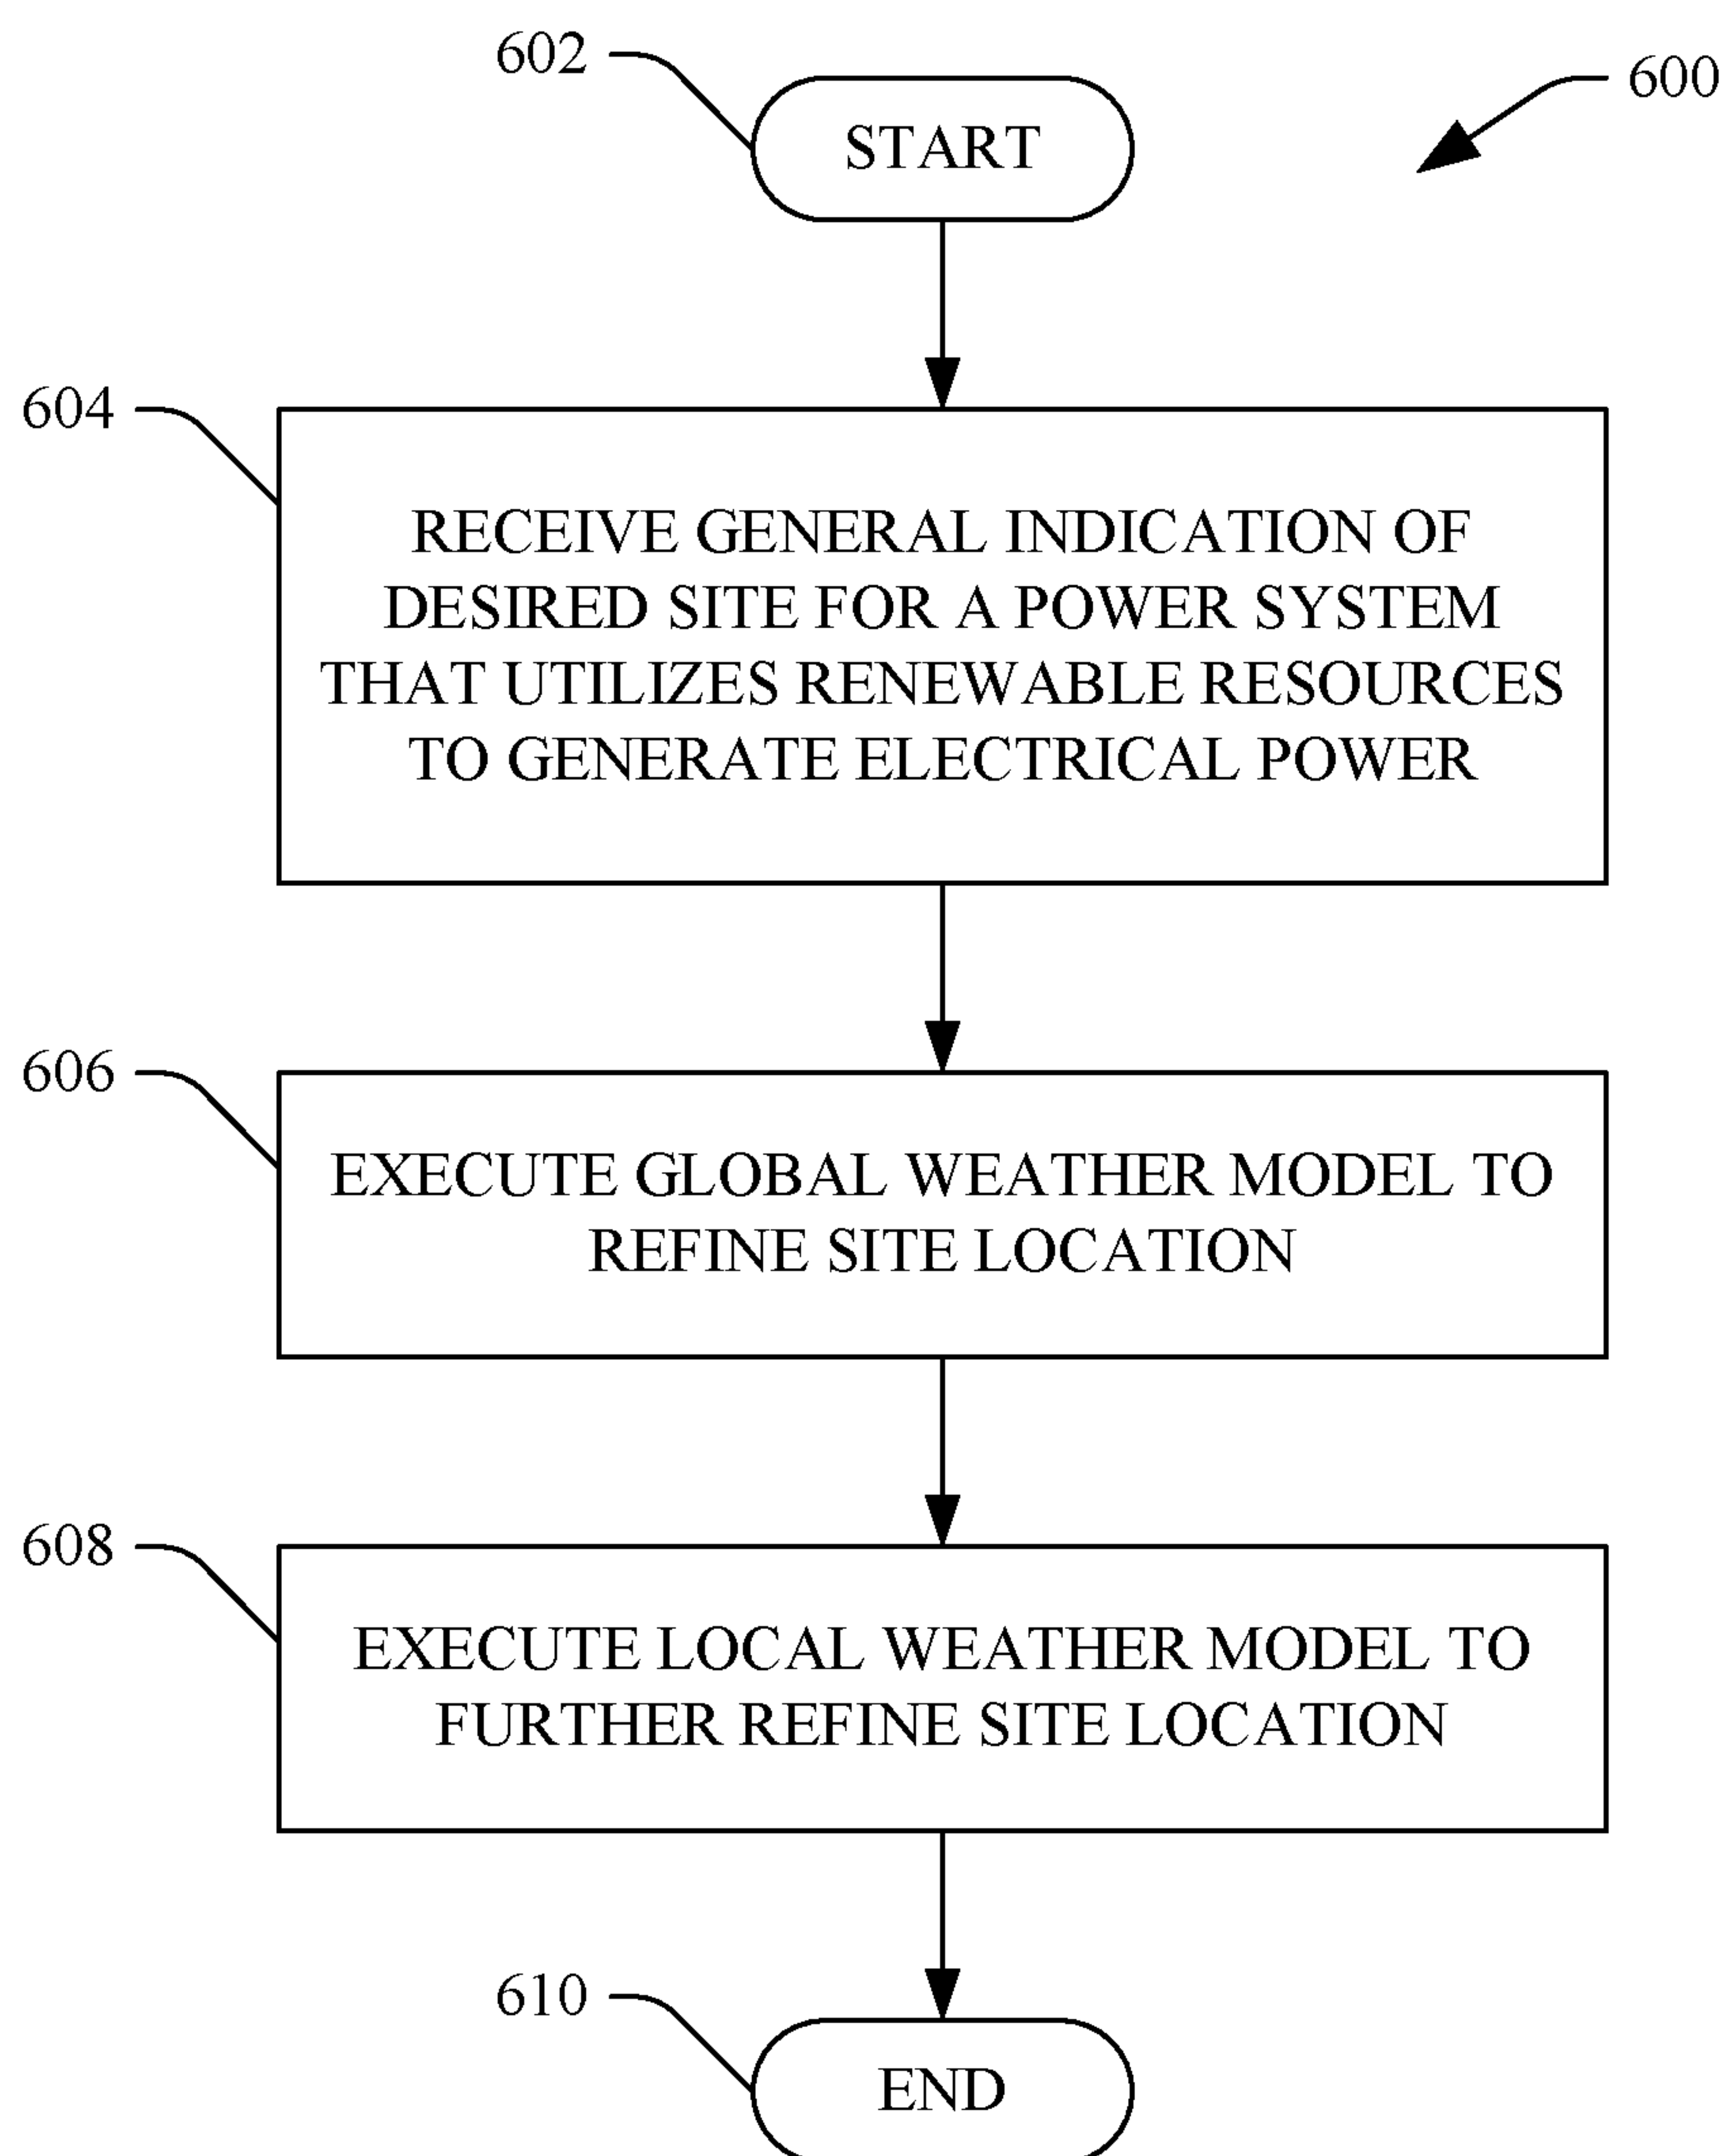 602
600
START
604
RECEIVE GENERAL INDICATION OF
DESIRED SITE FOR A POWER SYSTEM
THAT UTILIZES RENEWABLE RESOURCES
TO GENERATE ELECTRICAL POWER
606
EXECUTE GLOBAL WEATHER MODEL TO
REFINE SITE LOCATION
608
EXECUTE LOCAL WEATHER MODEL TO
FURTHER REFINE SITE LOCATION
610
END